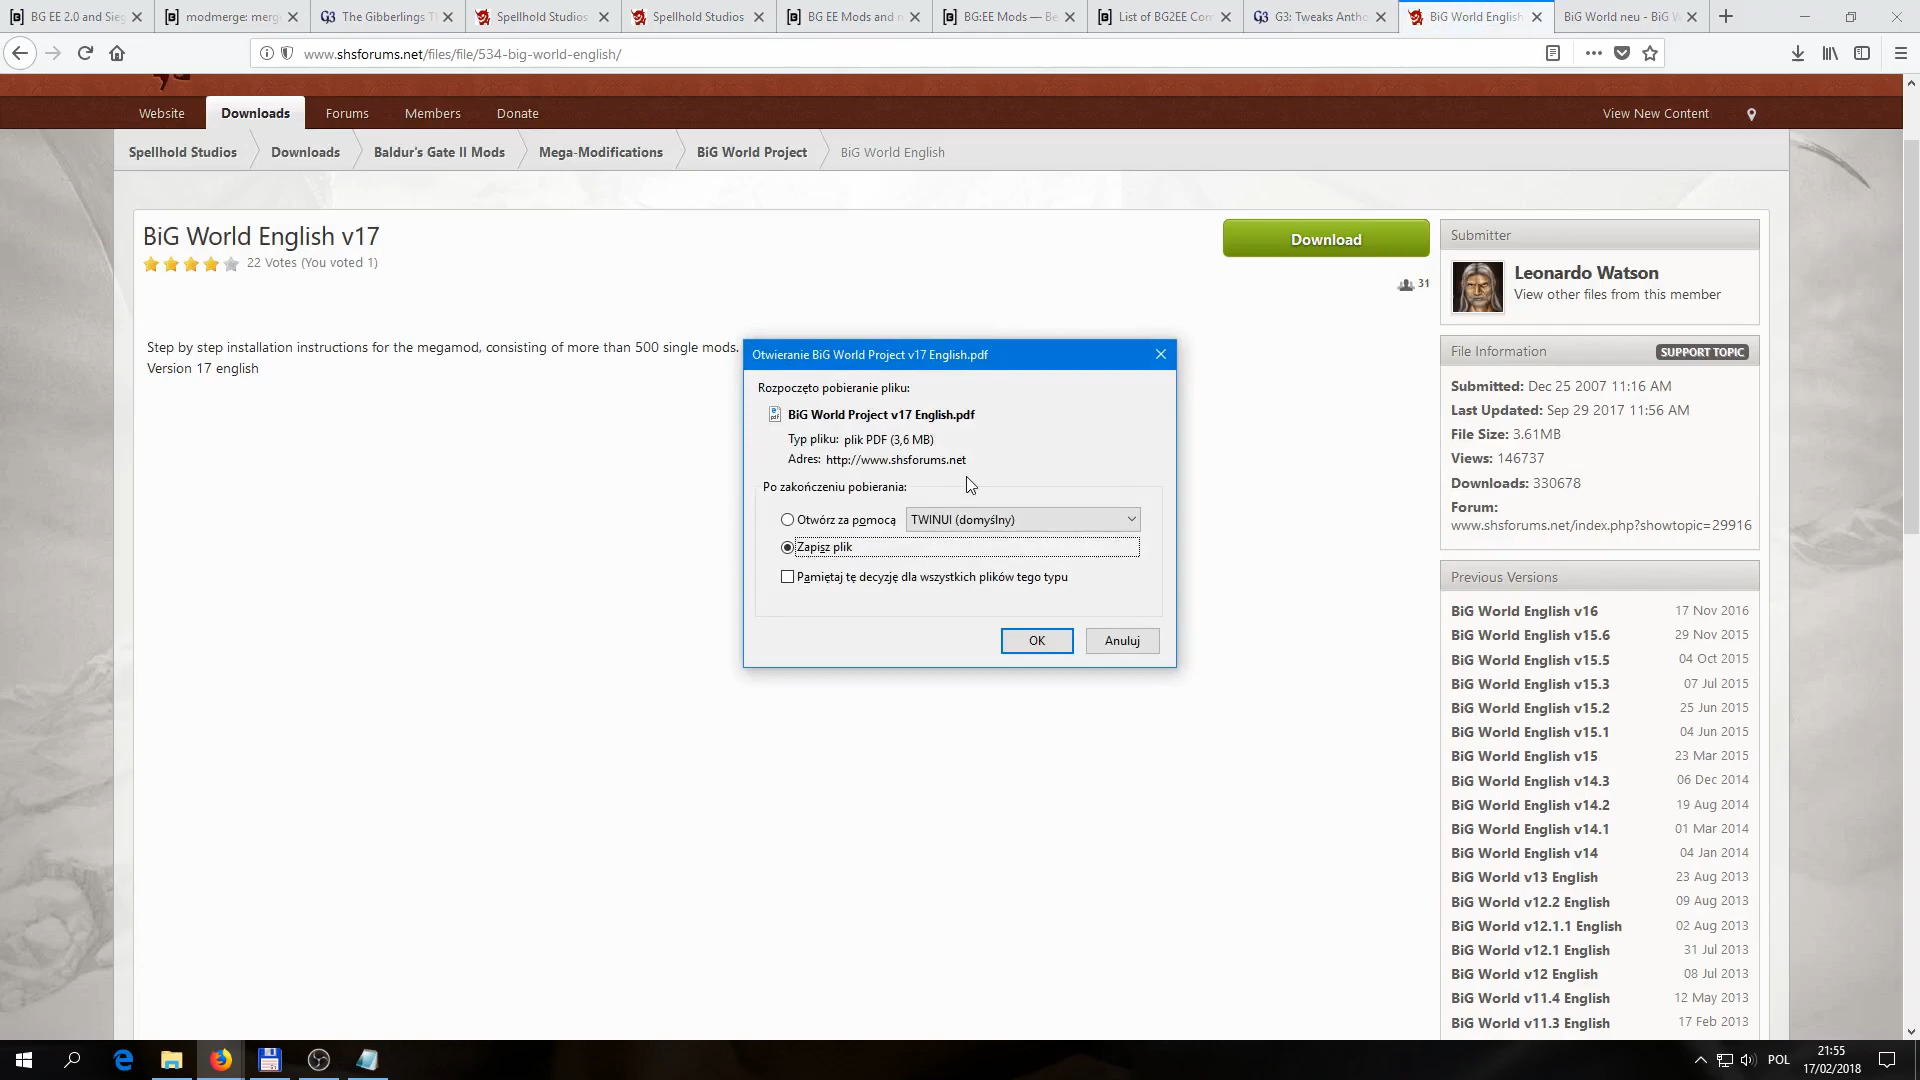 BG EE 2.0 and Sieg
modmerge: merg
The Gibberlings T
Spellhold Studios
Spellhold Studios
BG EE Mods and n
BG:EE Mods — Be
List of BG2EE Com
G3: Tweaks Antho
BiG World English
BiG World neu - BiG W
www.shsforums.net/files/file/534-big-world-english/
Website
Downloads
Forums
Members
Donate
View New Content
Spellhold Studios
Downloads
Baldur's Gate II Mods
Mega-Modifications
BiG World Project
BiG World English
BiG World English v17
22 Votes (You voted 1)
Download
31
Step by step installation instructions for the megamod, consisting of more than 500 single mods.
Version 17 english
Otwieranie BiG World Project v17 English.pdf
Rozpoczęto pobieranie pliku:
BiG World Project v17 English.pdf
Typ pliku: plik PDF (3,6 MB)
Adres: http://www.shsforums.net
Po zakończeniu pobierania:
Otwórz za pomocą
TWINUI (domyślny)
Zapisz plik
Pamiętaj tę decyzję dla wszystkich plików tego typu
OK
Anuluj
Submitter
Leonardo Watson
View other files from this member
File Information
SUPPORT TOPIC
Submitted: Dec 25 2007 11:16 AM
Last Updated: Sep 29 2017 11:56 AM
File Size: 3.61MB
Views: 146737
Downloads: 330678
Forum:
www.shsforums.net/index.php?showtopic=29916
Previous Versions
BiG World English v16 17 Nov 2016
BiG World English v15.6 29 Nov 2015
BiG World English v15.5 04 Oct 2015
BiG World English v15.3 07 Jul 2015
BiG World English v15.2 25 Jun 2015
BiG World English v15.1 04 Jun 2015
BiG World English v15 23 Mar 2015
BiG World English v14.3 06 Dec 2014
BiG World English v14.2 19 Aug 2014
BiG World English v14.1 01 Mar 2014
BiG World English v14 04 Jan 2014
BiG World v13 English 23 Aug 2013
BiG World v12.2 English 09 Aug 2013
BiG World v12.1.1 English 02 Aug 2013
BiG World v12.1 English 31 Jul 2013
BiG World v12 English 08 Jul 2013
BiG World v11.4 English 12 May 2013
BiG World v11.3 English 17 Feb 2013
POL
21:55
17/02/2018